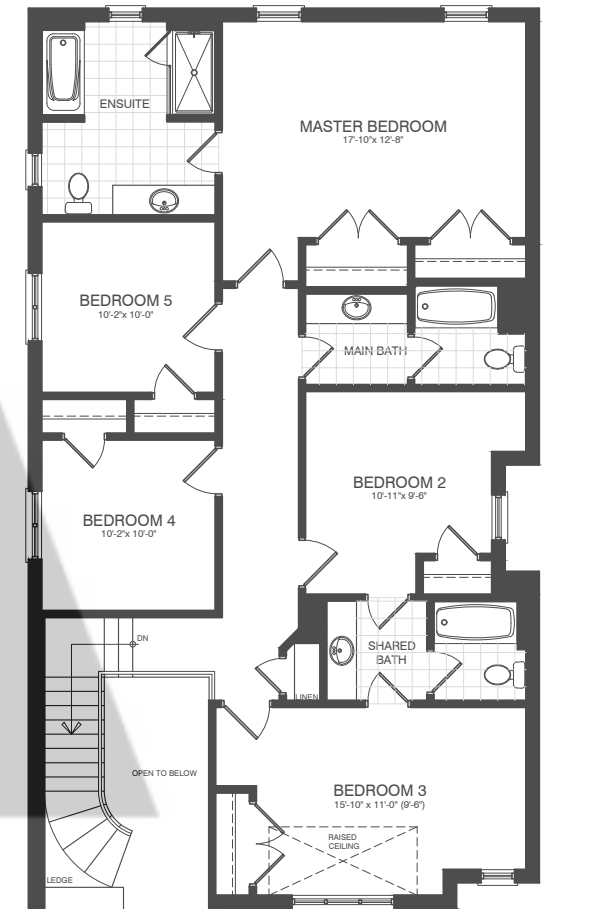 ENSUITE
MASTER BEDROOM
17'-10"x 12'-8"
BEDROOM 5
10'-2"x 10'-0"
MAIN BATH
BEDROOM 2
10'-11"x 9'-6"
BEDROOM 4
10'-2"x 10'-0"
DN
SHARED
BATH
LINEN
OPEN TO BELOW
BEDROOM 3
15'-10" x 11'-0" (9'-6")
RAISED
CEILING
LEDGE